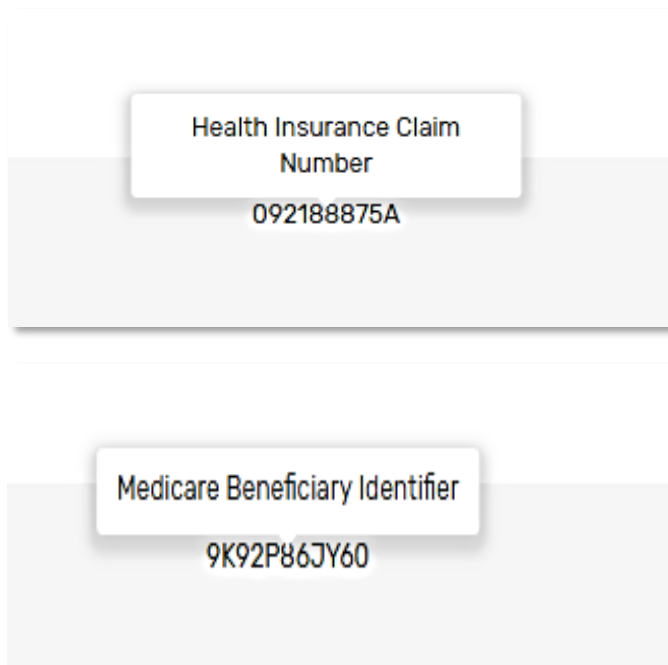 Health Insurance Claim
Number
092188875A
Medicare Beneficiary Identifier
9K92P86JY60